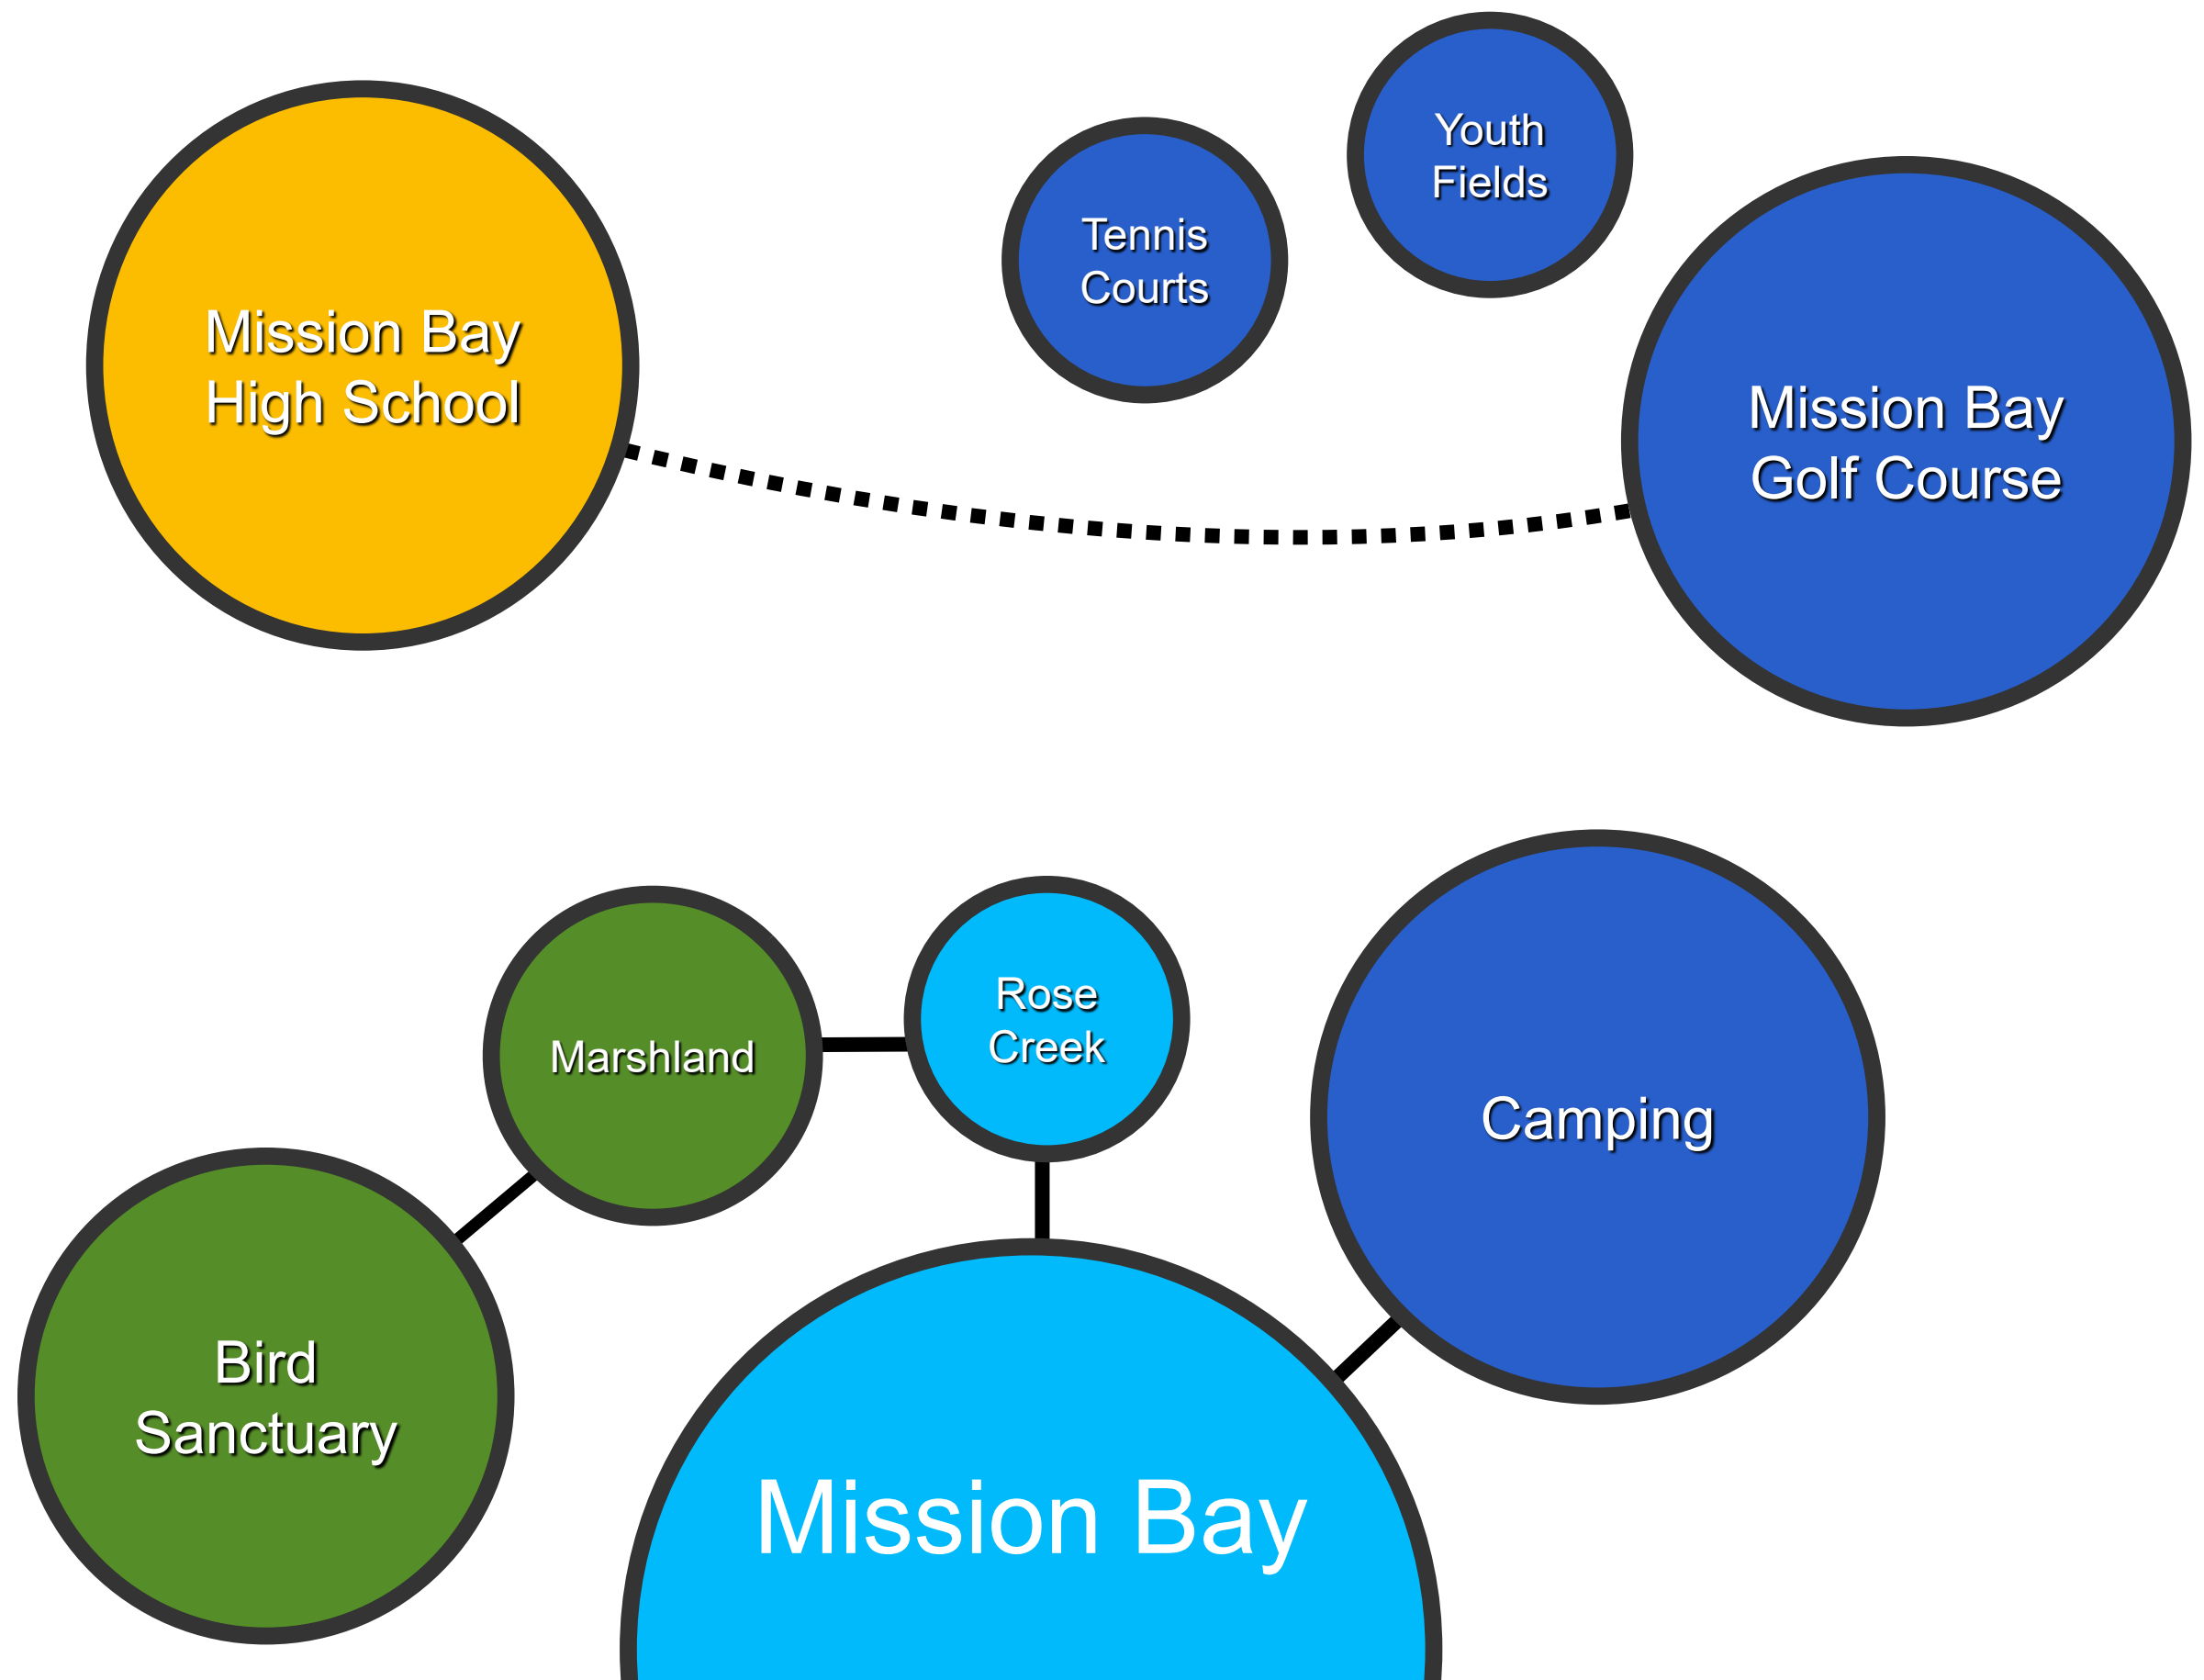 Youth
Fields
Tennis
Courts
Mission Bay
High School
Mission Bay
Golf Course
Rose
Creek
Marshland
Camping
Bird
Sanctuary
Mission Bay